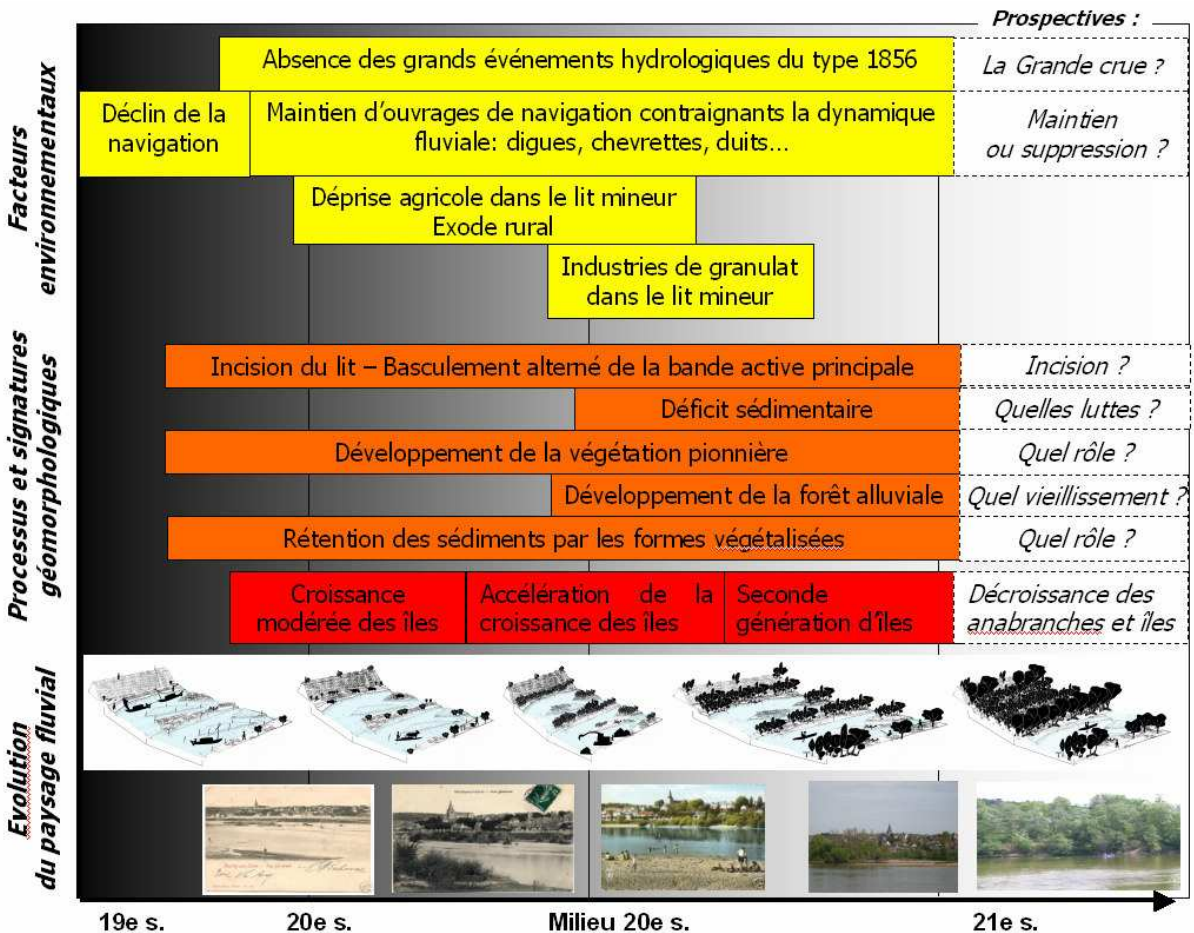 Prospectives :
Absence des grands événements hydrologiques du type 1856
La Grande crue ?
Déclin de la
navigation
Maintien d'ouvrages de navigation contraignants la dynamique
fluviale: digues, chevrettes, duits...
Maintien
ou suppression ?
Déprise agricole dans le lit mineur
Exode rural
Industries de granulat
dans le lit mineur
Facteurs
environnementaux
Incision du lit – Basculement alterné de la bande active principale
Incision ?
Déficit sédimentaire
Quelles luttes ?
Développement de la végétation pionnière
Quel rôle ?
Développement de la forêt alluviale
Quel vieillissement ?
Rétention des sédiments par les formes végétalisées
Quel rôle ?
Croissance
modérée des îles
Accélération de la
croissance des îles
Seconde
génération d'îles
Décroissance des
anabranches et îles
Processus et signatures
géomorphologiques
Evolution
du paysage fluvial
19e s.
20e s.
Milieu 20e s.
21e s.